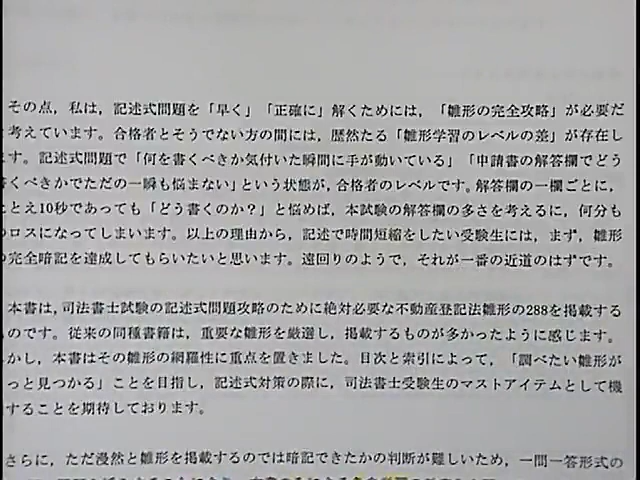 その点，私は，記述式問題を「早く」「正確に」解くためには，「雛形の完全攻略」が必要だ
と考えています。合格者とそうでない方の間には，歴然たる「雛形学習のレベルの差」が存在し
ます。記述式問題で「何を書くべきか気付いた瞬間に手が動いている」「申請書の解答欄でどう
書くべきかでただの一瞬も悩まない」という状態が，合格者のレベルです。解答欄の一欄ごとに，
とえ10秒であっても「どう書くのか？」と悩めば，本試験の解答欄の多さを考えるに，何分も
のロスになってしまいます。以上の理由から，記述で時間短縮をしたい受験生には，まず，雛形
の完全暗記を達成してもらいたいと思います。遠回りのようで，それが一番の近道のはずです。
本書は，司法書士試験の記述式問題攻略のために絶対必要な不動産登記法雛形の288を掲載する
のです。従来の同種書籍は，重要な雛形を厳選し，掲載するものが多かったように感じます。
かし，本書はその雛形の網羅性に重点を置きました。目次と索引によって，「調べたい雛形が
っと見つかる」ことを目指し，記述式対策の際に，司法書士受験生のマストアイテムとして機
することを期待しております。
さらに，ただ漫然と雛形を掲載するのでは暗記できたかの判断が難しいため，一問一答形式の